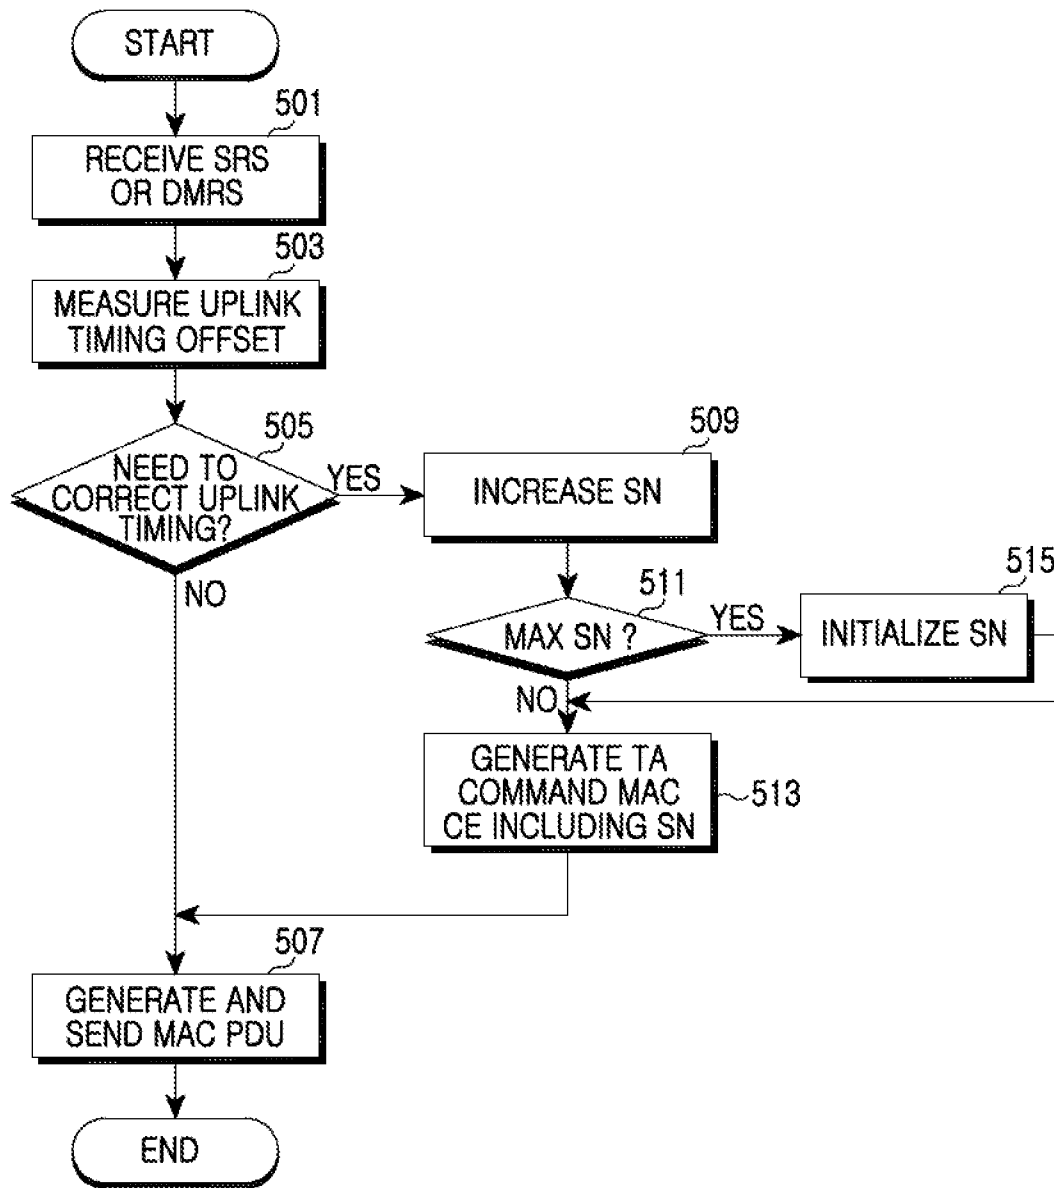 START
501
RECEIVE SRS
OR DMRS
503
MEASURE UPLINK
TIMING OFFSET
505
NEED TO
CORRECT UPLINK
TIMING?
YES
NO
509
INCREASE SN
511
MAX SN ?
YES
NO
515
INITIALIZE SN
GENERATE TA
COMMAND MAC
CE INCLUDING SN
513
507
GENERATE AND
SEND MAC PDU
END